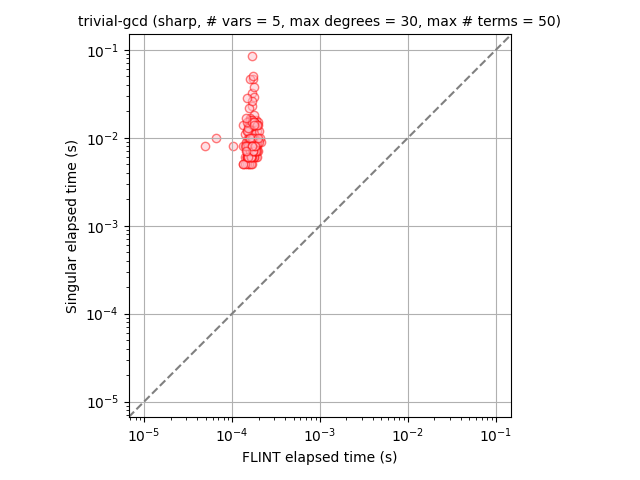 trivial-gcd (sharp, # vars = 5, max degrees = 30, max # terms = 50)
Singular elapsed time (s)
10⁻¹
10⁻²
10⁻³
10⁻⁴
10⁻⁵
10⁻⁵ 10⁻⁴ 10⁻³ 10⁻² 10⁻¹
FLINT elapsed time (s)